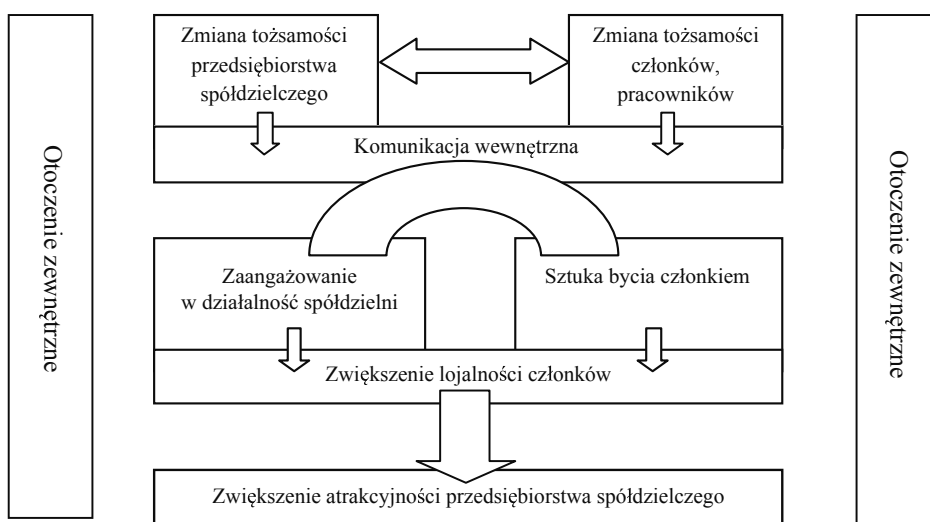 Otoczenie zewnętrzne
Zmiana tożsamości
przedsiębiorstwa
spółdzielczego
Zmiana tożsamości
członków,
pracowników
Komunikacja wewnętrzna
Zaangażowanie
w działalność spółdzielni
Sztuka bycia członkiem
Zwiększenie lojalności członków
Zwiększenie atrakcyjności przedsiębiorstwa spółdzielczego
Otoczenie zewnętrzne